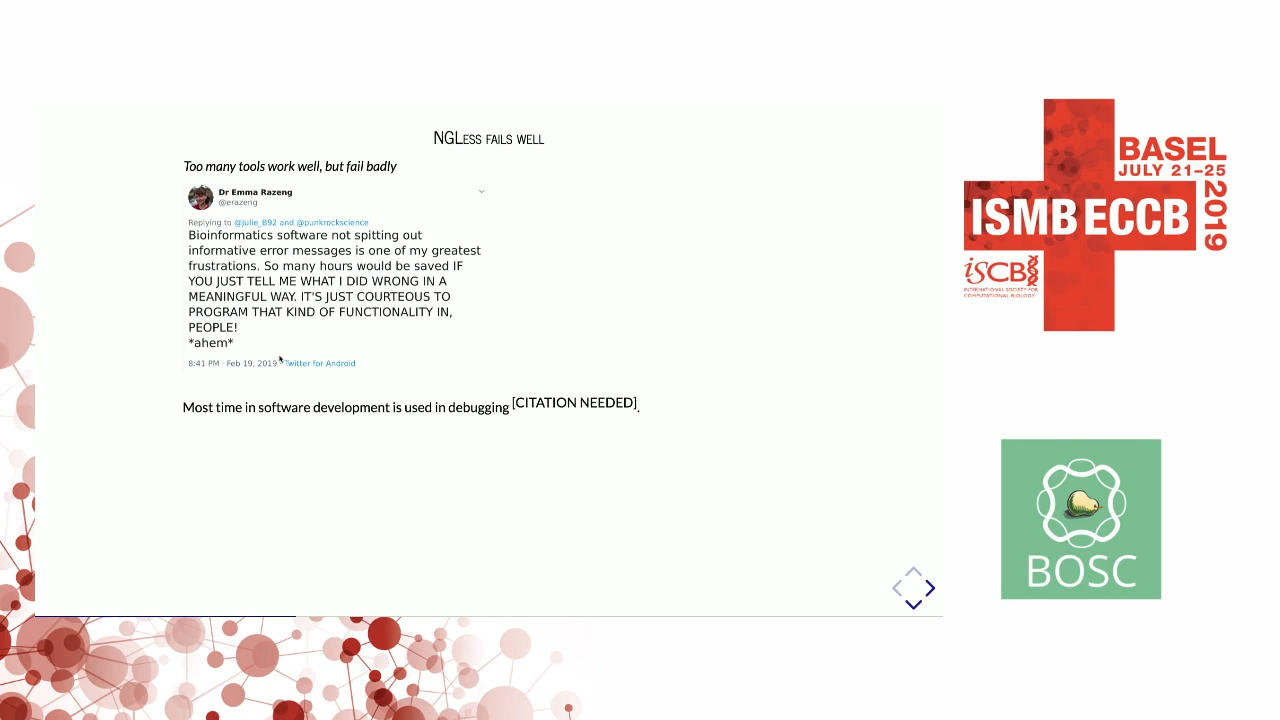 NGLESS FAILS WELL
Too many tools work well, but fail badly
Dr Emma Razeng
@erazeng
Replying to @Julie_B92 and @punkrockscience
Bioinformatics software not spitting out
informative error messages is one of my greatest
frustrations. So many hours would be saved IF
YOU JUST TELL ME WHAT I DID WRONG IN A
MEANINGFUL WAY. IT'S JUST COURTEOUS TO
PROGRAM THAT KIND OF FUNCTIONALITY IN,
PEOPLE!
*ahem*
8:41 PM · Feb 19, 2019 · Twitter for Android
Most time in software development is used in debugging [CITATION NEEDED].
BASEL
JULY 21–25
2019
ISMB ECCB
iSCB
INTERNATIONAL SOCIETY FOR
COMPUTATIONAL BIOLOGY
BOSC